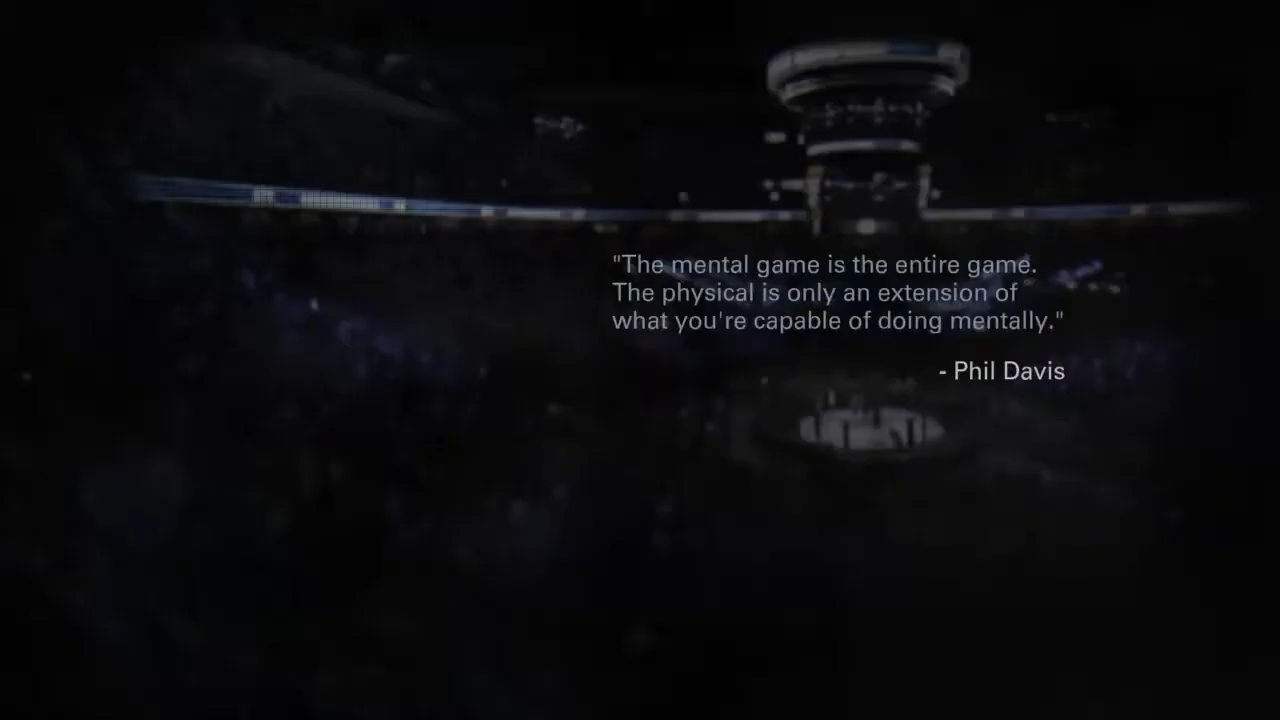 "The mental game is the entire game.
The physical is only an extension of
what you're capable of doing mentally."
- Phil Davis